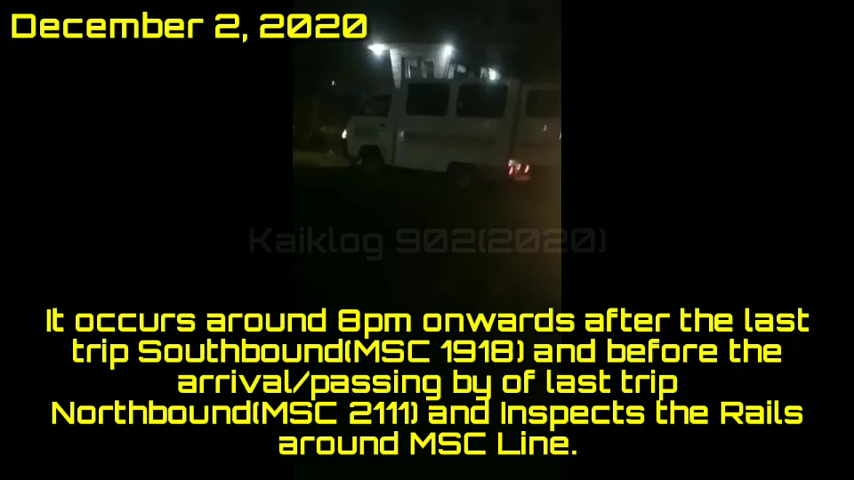 December 2, 2020
Kaiklog 902(2020)
It occurs around 8pm onwards after the last
trip Southbound(MSC 1918) and before the
arrival/passing by of last trip
Northbound(MSC 2111) and Inspects the Rails
around MSC Line.